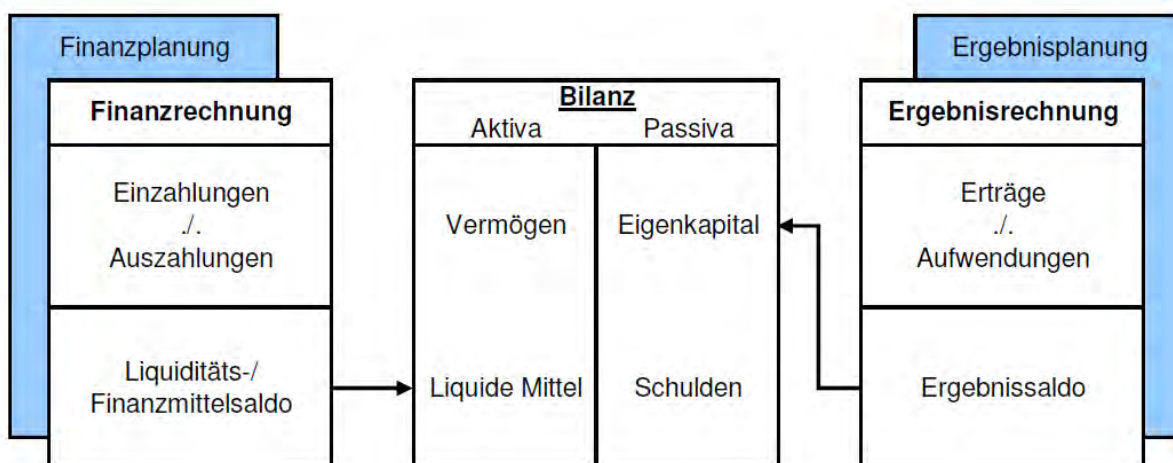 Finanzplanung
Finanzrechnung
Einzahlungen
./.
Auszahlungen
Liquiditäts-/
Finanzmittelsaldo
Bilanz
Aktiva
Passiva
Vermögen
Eigenkapital
Liquide Mittel
Schulden
Ergebnisplanung
Ergebnisrechnung
Erträge
./.
Aufwendungen
Ergebnissaldo